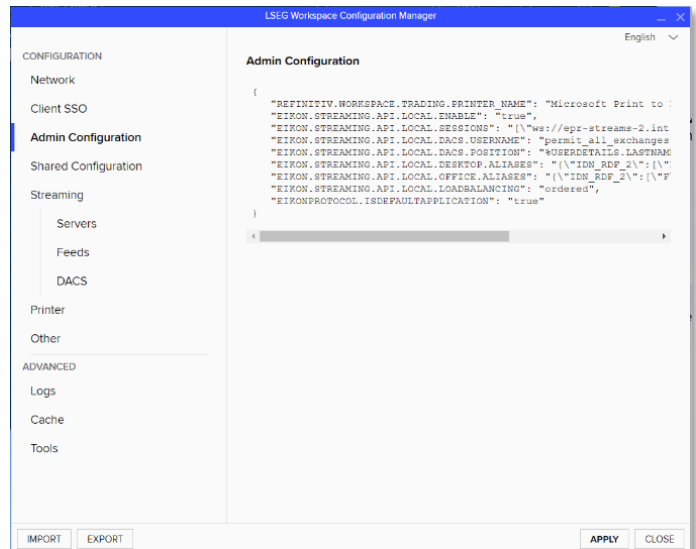 LSEG Workspace Configuration Manager
English
CONFIGURATION
Network
Client SSO
Admin Configuration
Shared Configuration
Streaming
Servers
Feeds
DACS
Printer
Other
ADVANCED
Logs
Cache
Tools
Admin Configuration
{
"REFINITIV.WORKSPACE.TRADING.PRINTER_NAME": "Microsoft Print to
"EIKON.STREAMING.API.LOCAL.ENABLE": "true",
"EIKON.STREAMING.API.LOCAL.SESSIONS": "[\"ws://epr-streams-2.int
"EIKON.STREAMING.API.LOCAL.DACS.USERNAME": "permit_all_exchanges
"EIKON.STREAMING.API.LOCAL.DACS.POSITION": "%USERDETAILS.LASTNAM
"EIKON.STREAMING.API.LOCAL.DESKTOP.ALIASES": "{\"IDN_RDF_2\":[\"
"EIKON.STREAMING.API.LOCAL.OFFICE.ALIASES": "{\"IDN_RDF_2\":[\"F
"EIKON.STREAMING.API.LOCAL.LOADBALANCING": "ordered",
"EIKONPROTOCOL.ISDEFAULTAPPLICATION": "true"
}
IMPORT
EXPORT
APPLY
CLOSE